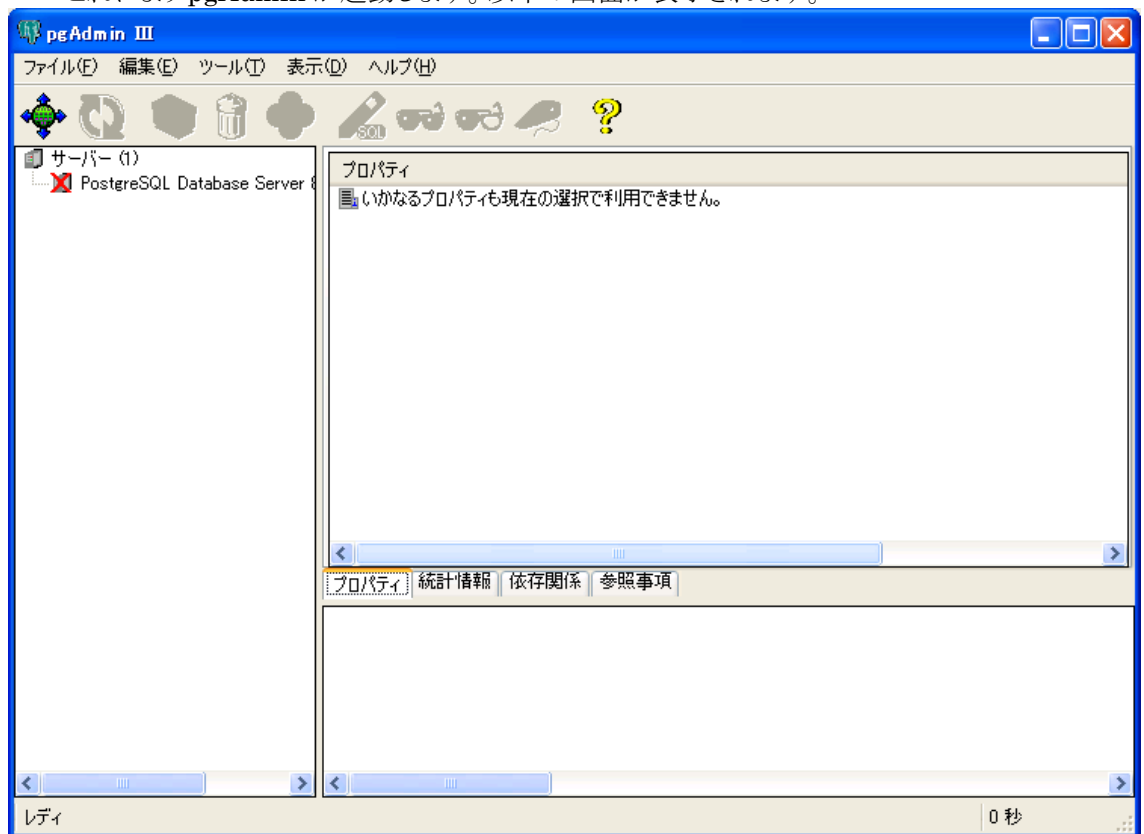 pgAdmin III
ファイル(F) 編集(E) ツール(T) 表示(D) ヘルプ(H)
SQL
サーバー (1)
PostgreSQL Database Server
プロパティ
いかなるプロパティも現在の選択で利用できません。
プロパティ 統計情報 依存関係 参照事項
レディ
0 秒